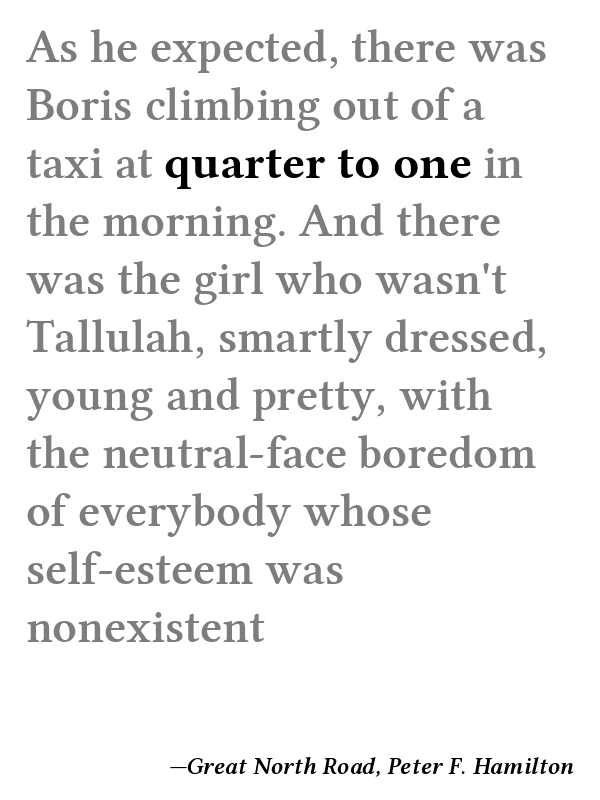 As he expected, there was
Boris climbing out of a
taxi at quarter to one in
the morning. And there
was the girl who wasn't
Tallulah, smartly dressed,
young and pretty, with
the neutral-face boredom
of everybody whose
self-esteem was
nonexistent
—Great North Road, Peter F. Hamilton